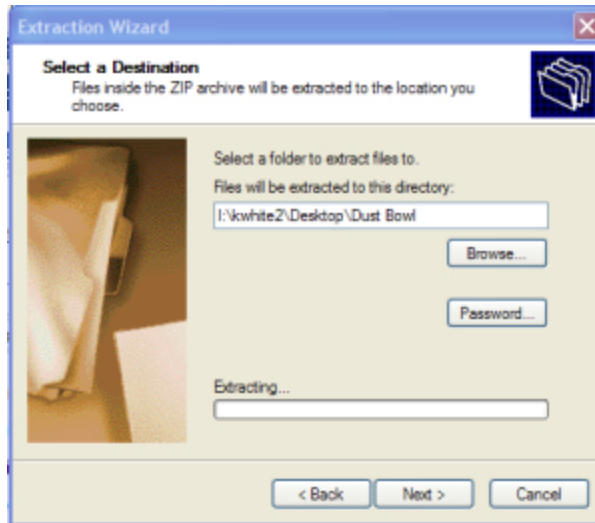 Extraction Wizard
Select a Destination
Files inside the ZIP archive will be extracted to the location you
choose.
Select a folder to extract files to.
Files will be extracted to this directory:
I:\kwhite2\Desktop\Dust Bowl
Browse...
Password...
Extracting...
< Back
Next >
Cancel